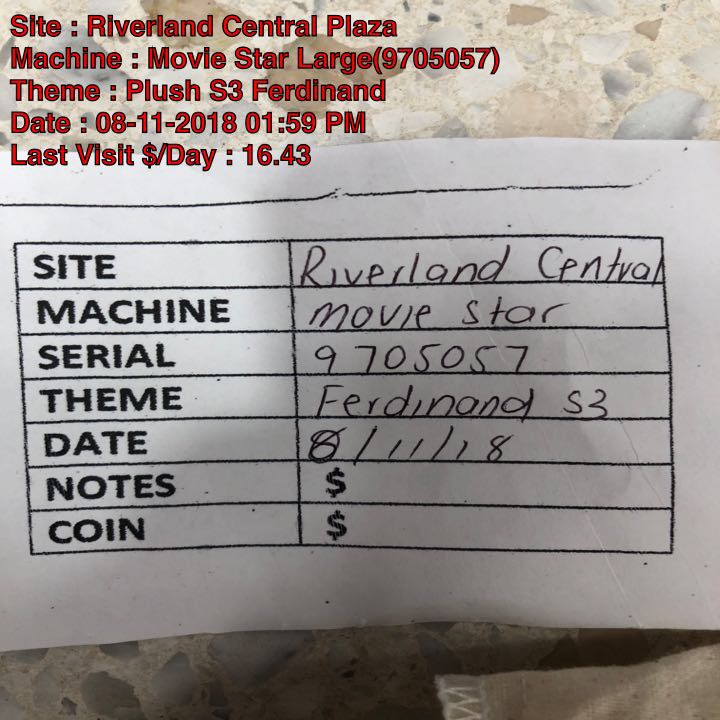 Site : Riverland Central Plaza
Machine : Movie Star Large(9705057)
Theme : Plush S3 Ferdinand
Date : 08-11-2018 01:59 PM
Last Visit $/Day : 16.43
SITE Riverland Central
MACHINE movie star
SERIAL 9705057
THEME Ferdinand S3
DATE 8/11/18
NOTES $
COIN $